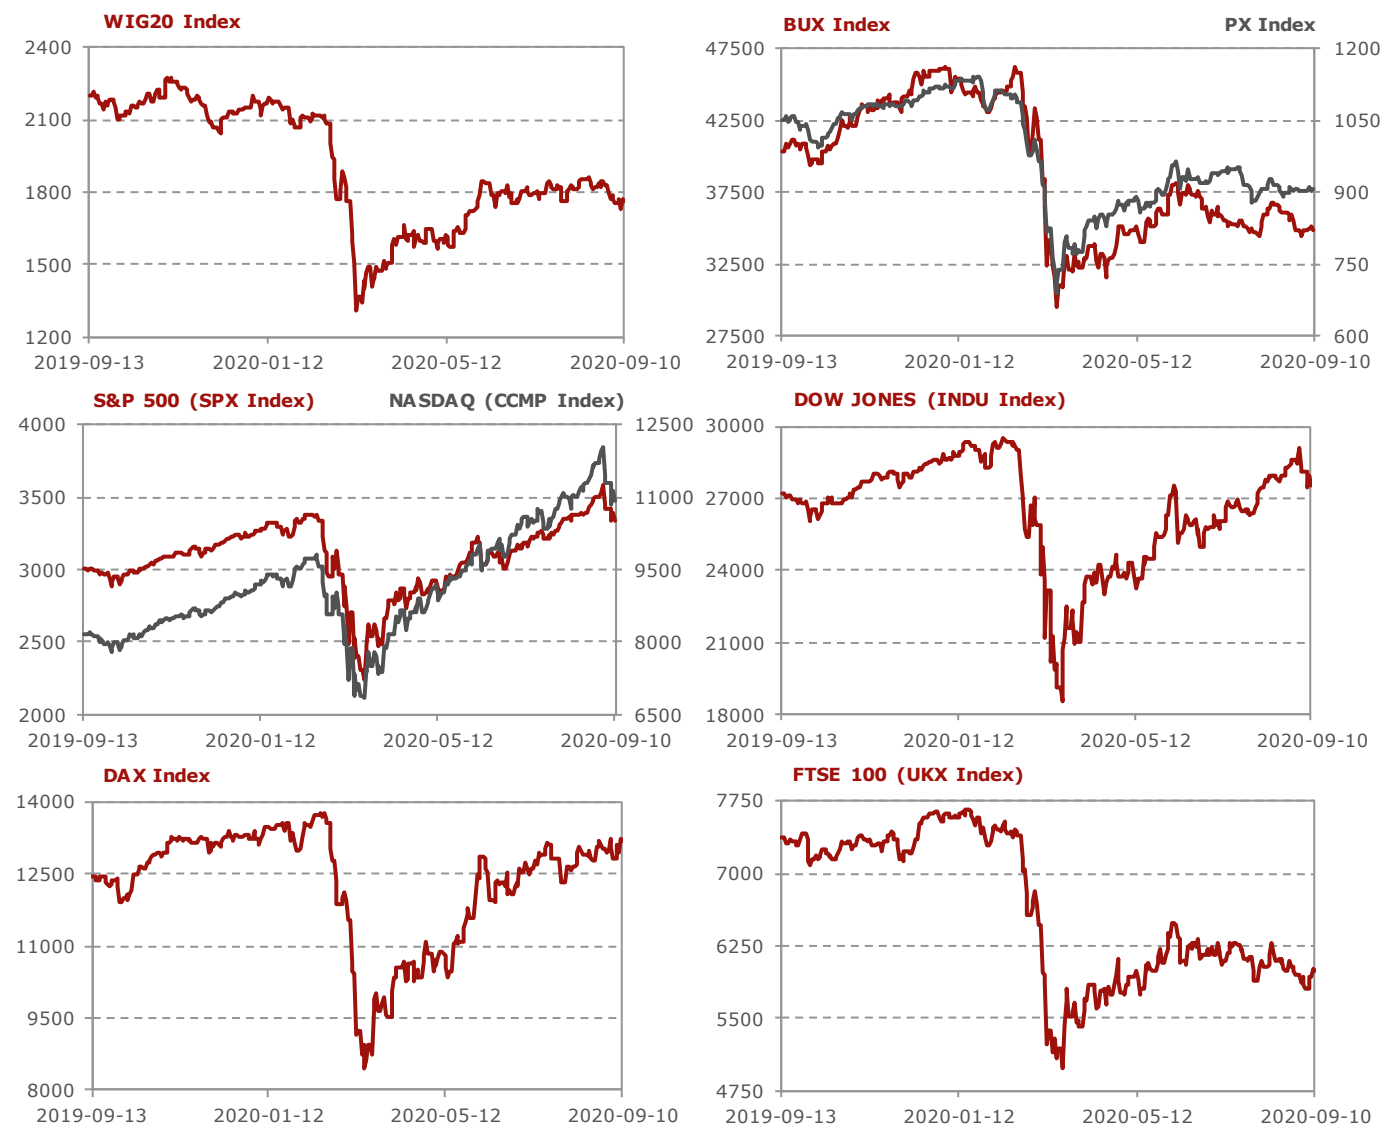 WIG20 Index
2400
2100
1800
1500
1200
2019-09-13 2020-01-12 2020-05-12 2020-09-10
BUX Index PX Index
47500 1200
42500 1050
37500 900
32500 750
27500 600
2019-09-13 2020-01-12 2020-05-12 2020-09-10
S&P 500 (SPX Index) NASDAQ (CCMP Index)
4000 12500
3500 11000
3000 9500
2500 8000
2000 6500
2019-09-13 2020-01-12 2020-05-12 2020-09-10
DOW JONES (INDU Index)
30000
27000
24000
21000
18000
2019-09-13 2020-01-12 2020-05-12 2020-09-10
DAX Index
14000
12500
11000
9500
8000
2019-09-13 2020-01-12 2020-05-12 2020-09-10
FTSE 100 (UKX Index)
7750
7000
6250
5500
4750
2019-09-13 2020-01-12 2020-05-12 2020-09-10